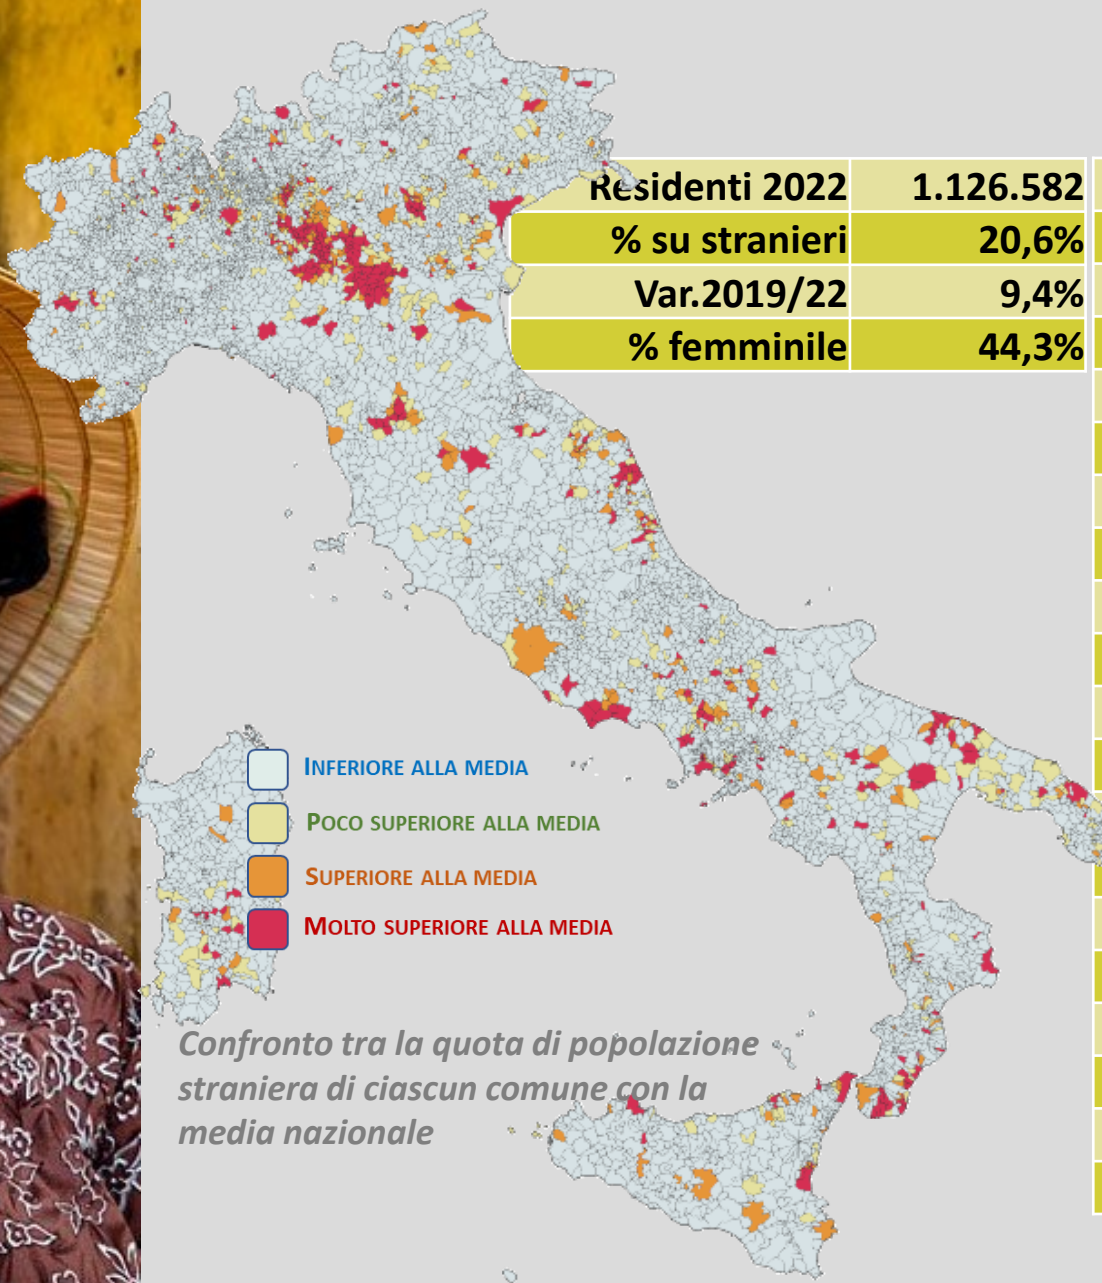 Residenti 2022 1.126.582
% su stranieri 20,6%
Var.2019/22 9,4%
% femminile 44,3%
INFERIORE ALLA MEDIA
POCO SUPERIORE ALLA MEDIA
SUPERIORE ALLA MEDIA
MOLTO SUPERIORE ALLA MEDIA
Confronto tra la quota di popolazione
straniera di ciascun comune con la
media nazionale